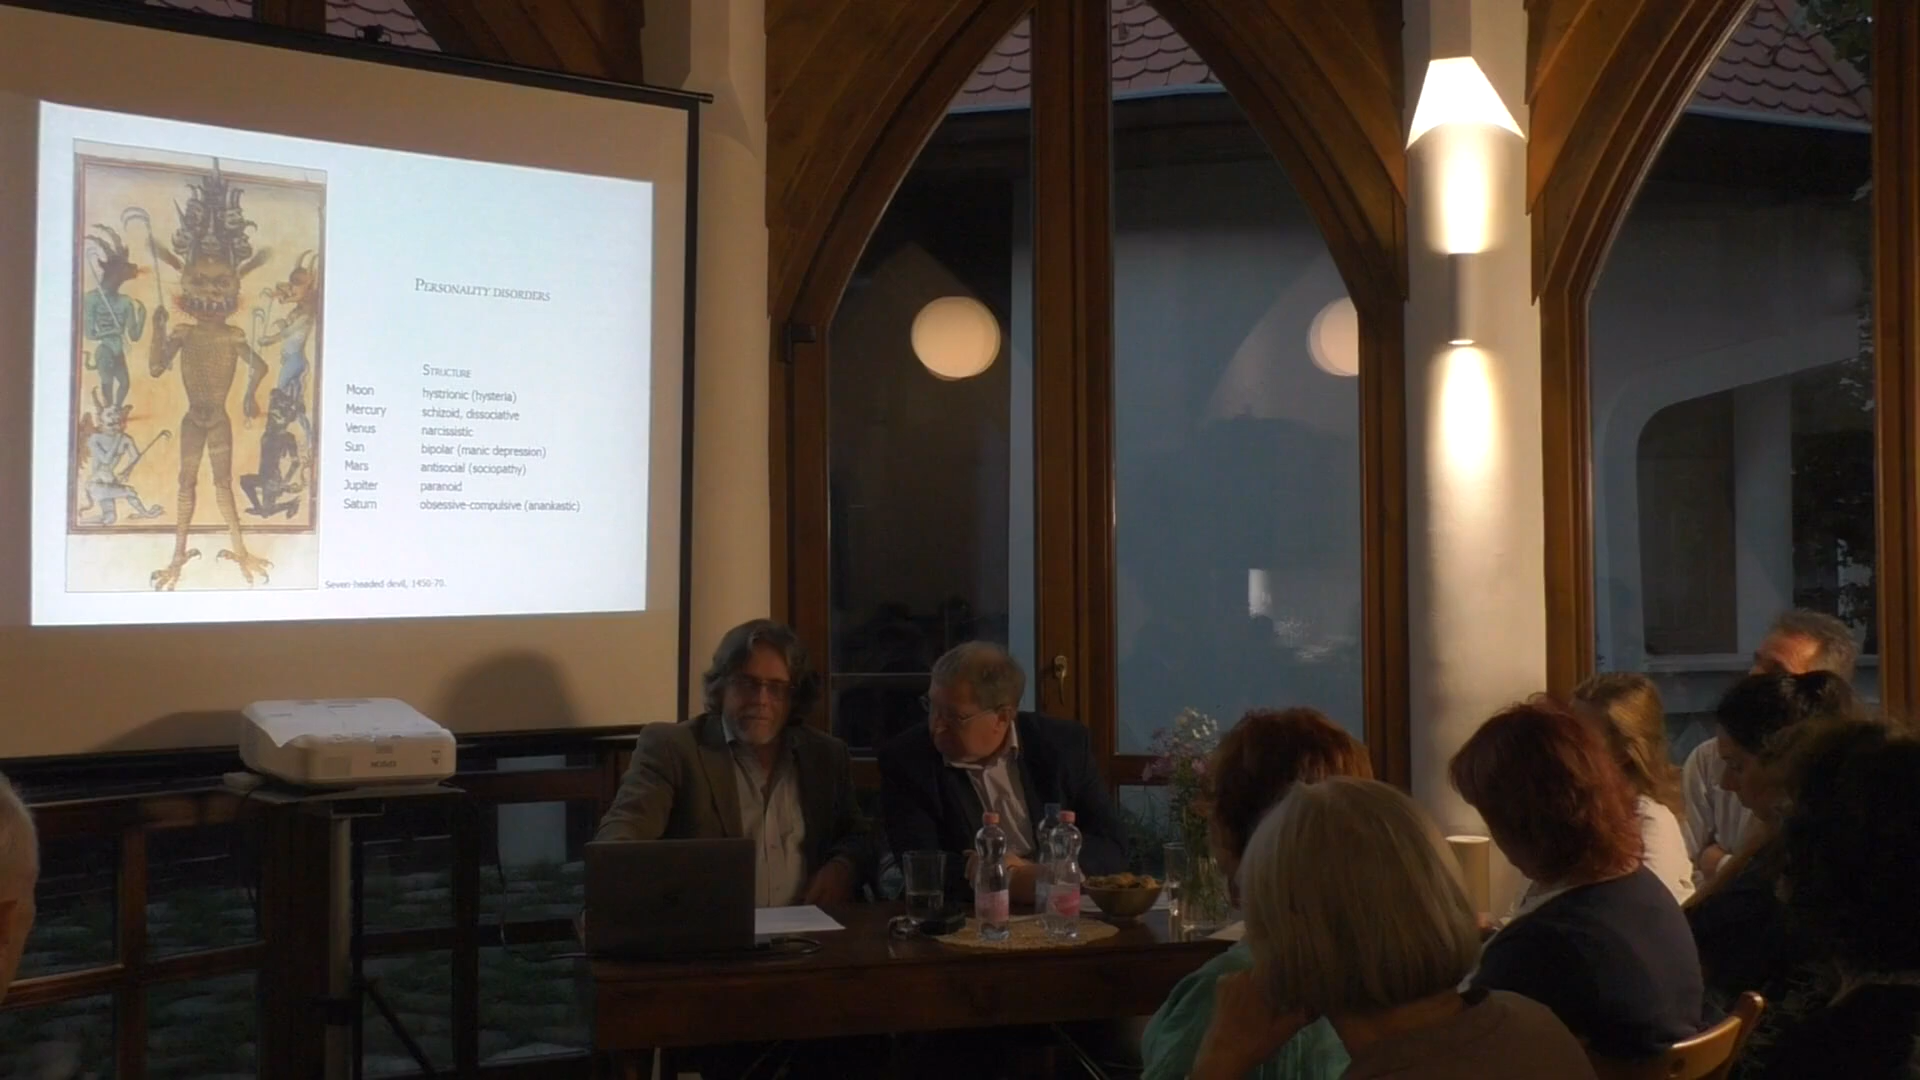 PERSONALITY DISORDERS
STRUCTURE
Moon hystrionic (hysteria)
Mercury schizoid, dissociative
Venus narcissistic
Sun bipolar (manic depression)
Mars antisocial (sociopathy)
Jupiter paranoid
Saturn obsessive-compulsive (anankastic)
Seven-headed devil, 1450-70.
EPSON